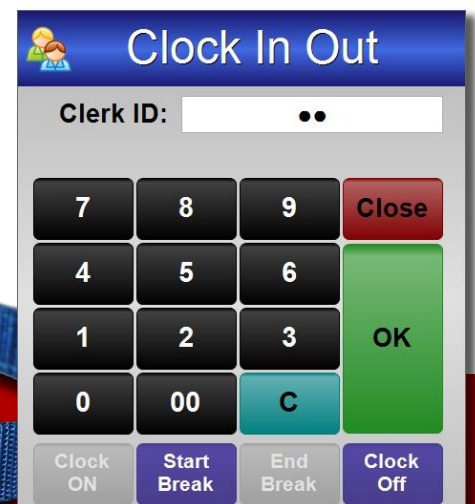 Clock In Out
Clerk ID: ●●
7 8 9 Close
4 5 6
1 2 3 OK
0 00 C
Clock ON Start Break End Break Clock Off